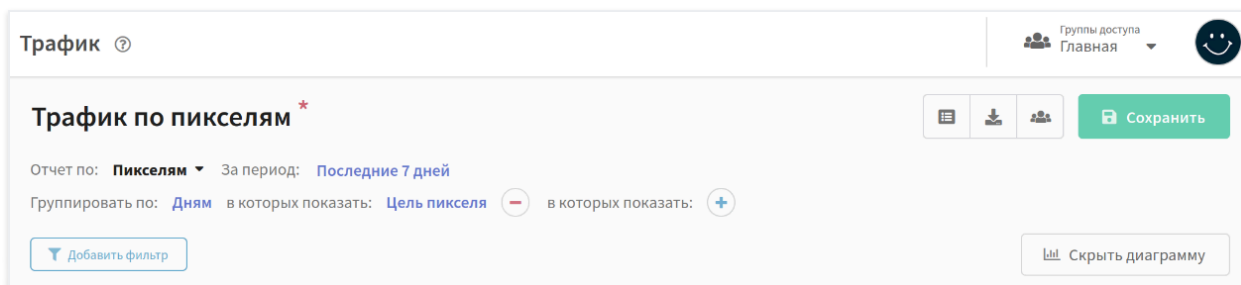 Трафик
Группы доступа
Главная
Трафик по пикселям *
Сохранить
Отчет по: Пикселям За период: Последние 7 дней
Группировать по: Дням в которых показать: Цель пикселя в которых показать:
Добавить фильтр
Скрыть диаграмму